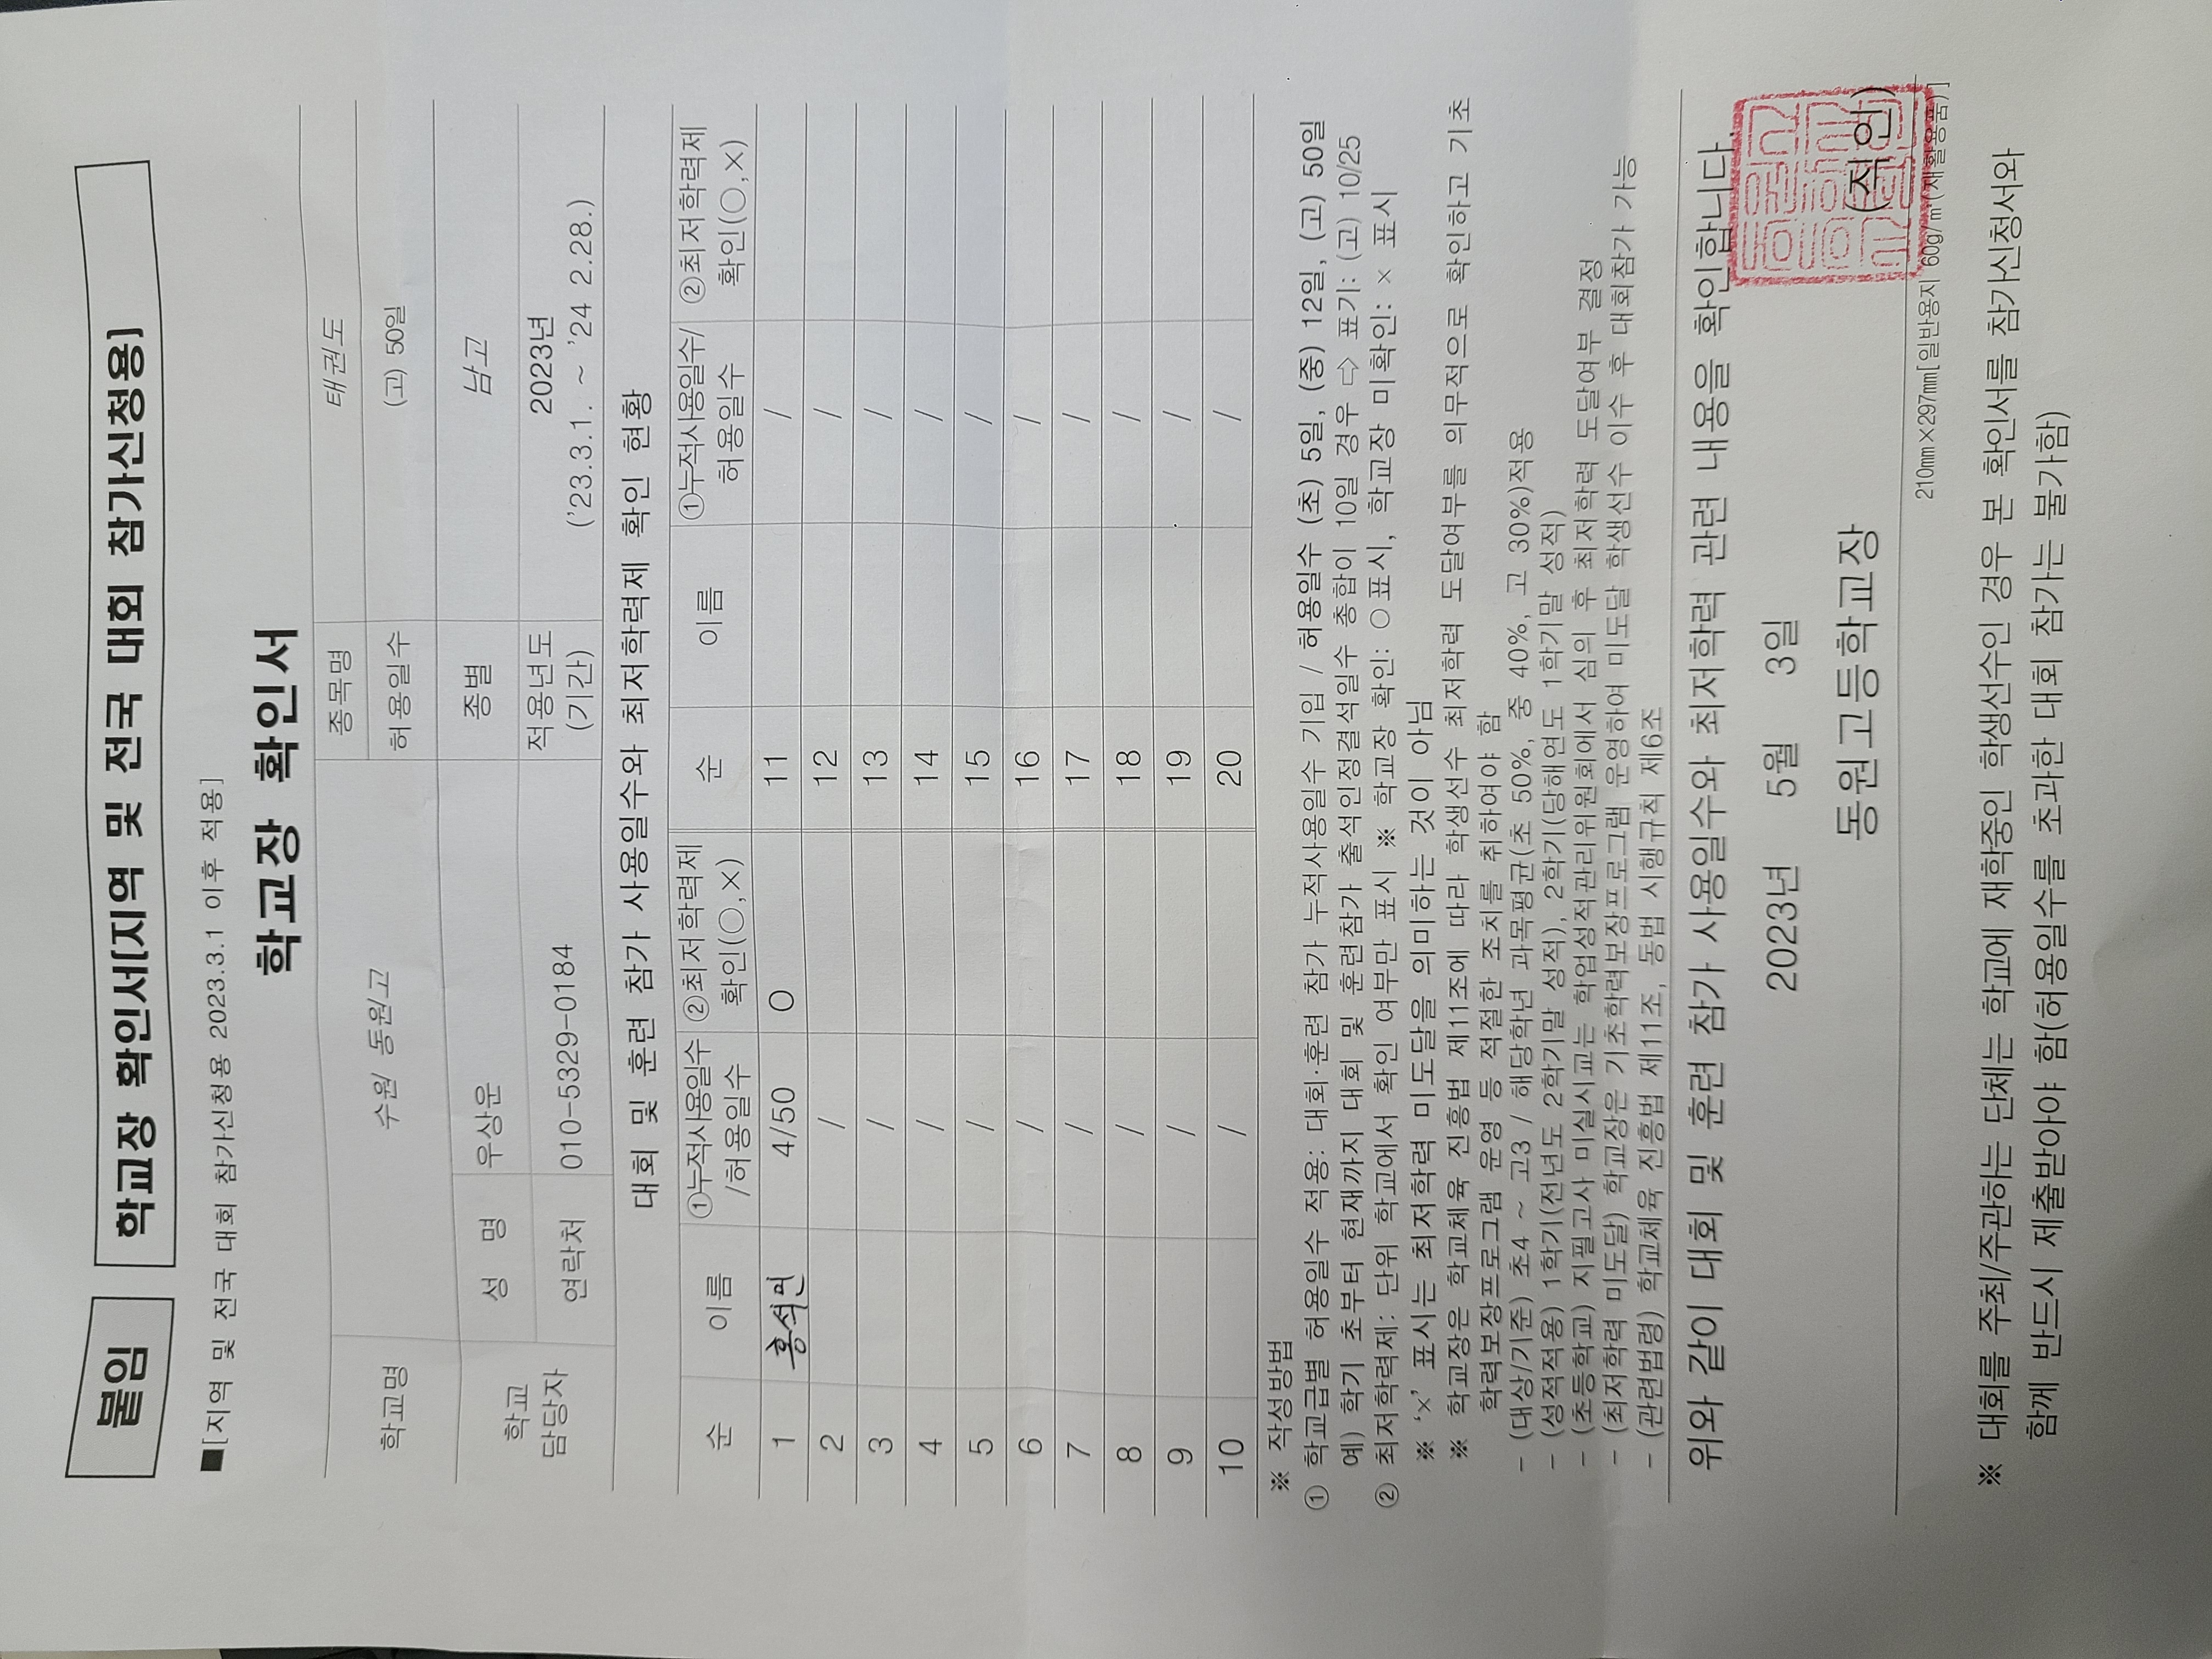 붙임
학교장 확인서[지역 및 전국 대회 참가신청용]
■[지역 및 전국 대회 참가신청용 2023.3.1 이후 적용]
학교장 확인서
학교명 수원 동원고 종목명 태권도
허용일수 (고) 50일
학교 담당자 성 명 우상운 종별 남고
연락처 010-5329-0184 적용년도 (기간) 2023년 ('23.3.1. ~ '24 2.28.)
대회 및 훈련 참가 사용일수와 최저학력제 확인 현황
순 이름 ①누적사용일수/허용일수 ②최저학력제 확인(○,×) 순 이름 ①누적사용일수/허용일수 ②최저학력제 확인(○,×)
1 홍석민 4/50 O 11 /
2 / 12 /
3 / 13 /
4 / 14 /
5 / 15 /
6 / 16 /
7 / 17 /
8 / 18 /
9 / 19 /
10 / 20 /
※ 작성방법
① 학교급별 허용일수 적용: 대회·훈련 참가 누적사용일수 기입 / 허용일수 (초) 5일, (중) 12일, (고) 50일
예) 학기 초부터 현재까지 대회 및 훈련참가 출석인정결석일수 총합이 10일 경우 ⇨ 표기: (고) 10/25
② 최저학력제: 단위 학교에서 확인 여부만 표시 ※ 학교장 확인: ○표시, 학교장 미확인: × 표시
※ '×' 표시는 최저학력 미도달을 의미하는 것이 아님
※ 학교장은 학교체육 진흥법 제11조에 따라 학생선수 최저학력 도달여부를 의무적으로 확인하고 기초
학력보장프로그램 운영 등 적절한 조치를 취하여야 함
- (대상/기준) 초4 ~ 고3 / 해당학년 과목평균(초 50%, 중 40%, 고 30%)적용
- (성적적용) 1학기(전년도 2학기말 성적), 2학기(당해연도 1학기말 성적)
- (초등학교) 지필고사 미실시교는 학업성적관리위원회에서 심의 후 최저학력 도달여부 결정
- (최저학력 미도달) 학교장은 기초학력보장프로그램 운영하여 미도달 학생선수 이수 후 대회참가 가능
- (관련법령) 학교체육 진흥법 제11조, 동법 시행규칙 제6조
위와 같이 대회 및 훈련 참가 사용일수와 최저학력 관련 내용을 확인합니다.
2023년 5월 3일
동원고등학교장 (직인)
210㎜×297㎜[일반용지 60g/㎡(재활용품)]
※ 대회를 주최/주관하는 단체는 학교에 재학중인 학생선수인 경우 본 확인서를 참가신청서와
함께 반드시 제출받아야 함(허용일수를 초과한 대회 참가는 불가함)